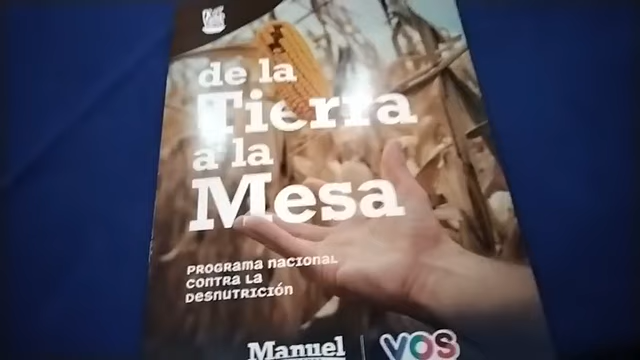 de la
Tierra
a la
Mesa
PROGRAMA NACIONAL
CONTRA LA
DESNUTRICIÓN
Manuel
VOS